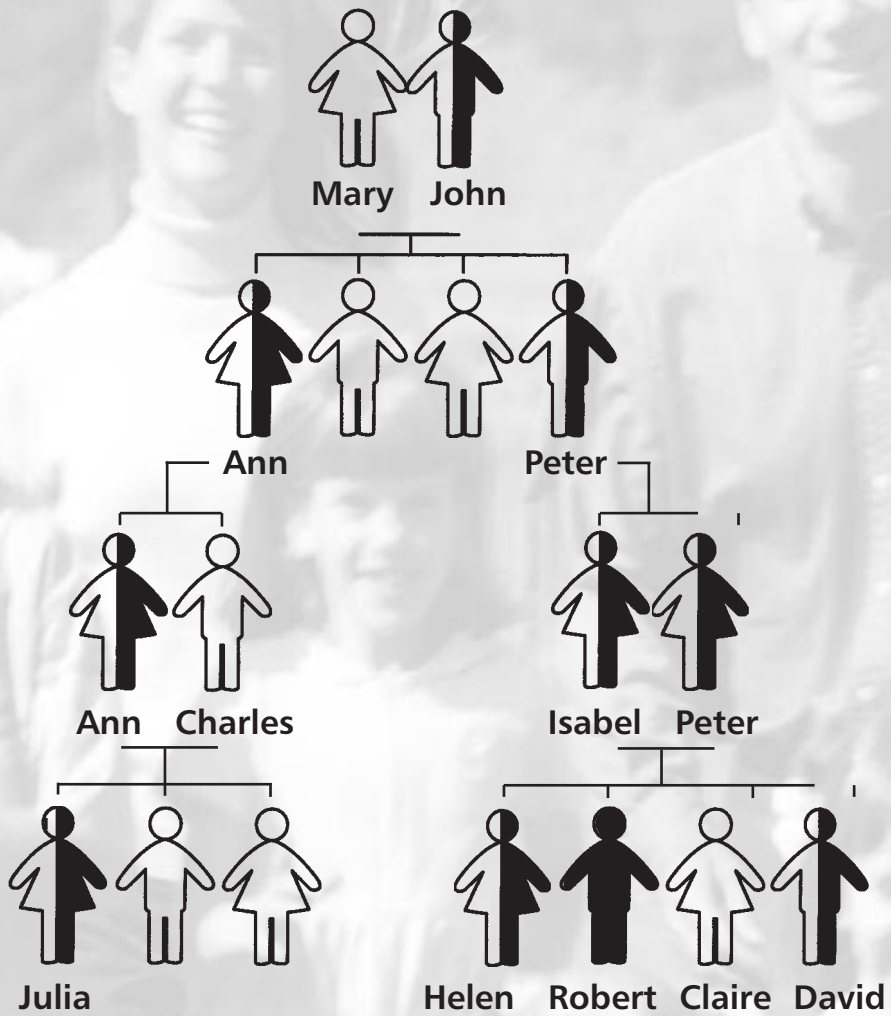 Mary John
Ann Peter
Ann Charles Isabel Peter
Julia Helen Robert Claire David